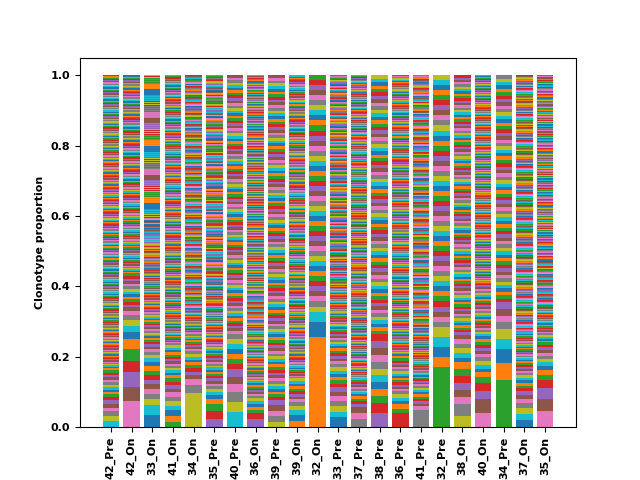 1.0
0.8
0.6
0.4
0.2
0.0
Clonotype proportion
42_Pre
42_On
33_On
41_On
34_On
35_Pre
40_Pre
36_On
39_Pre
39_On
32_On
33_Pre
37_Pre
38_Pre
36_Pre
41_Pre
32_Pre
38_On
40_On
34_Pre
37_On
35_On